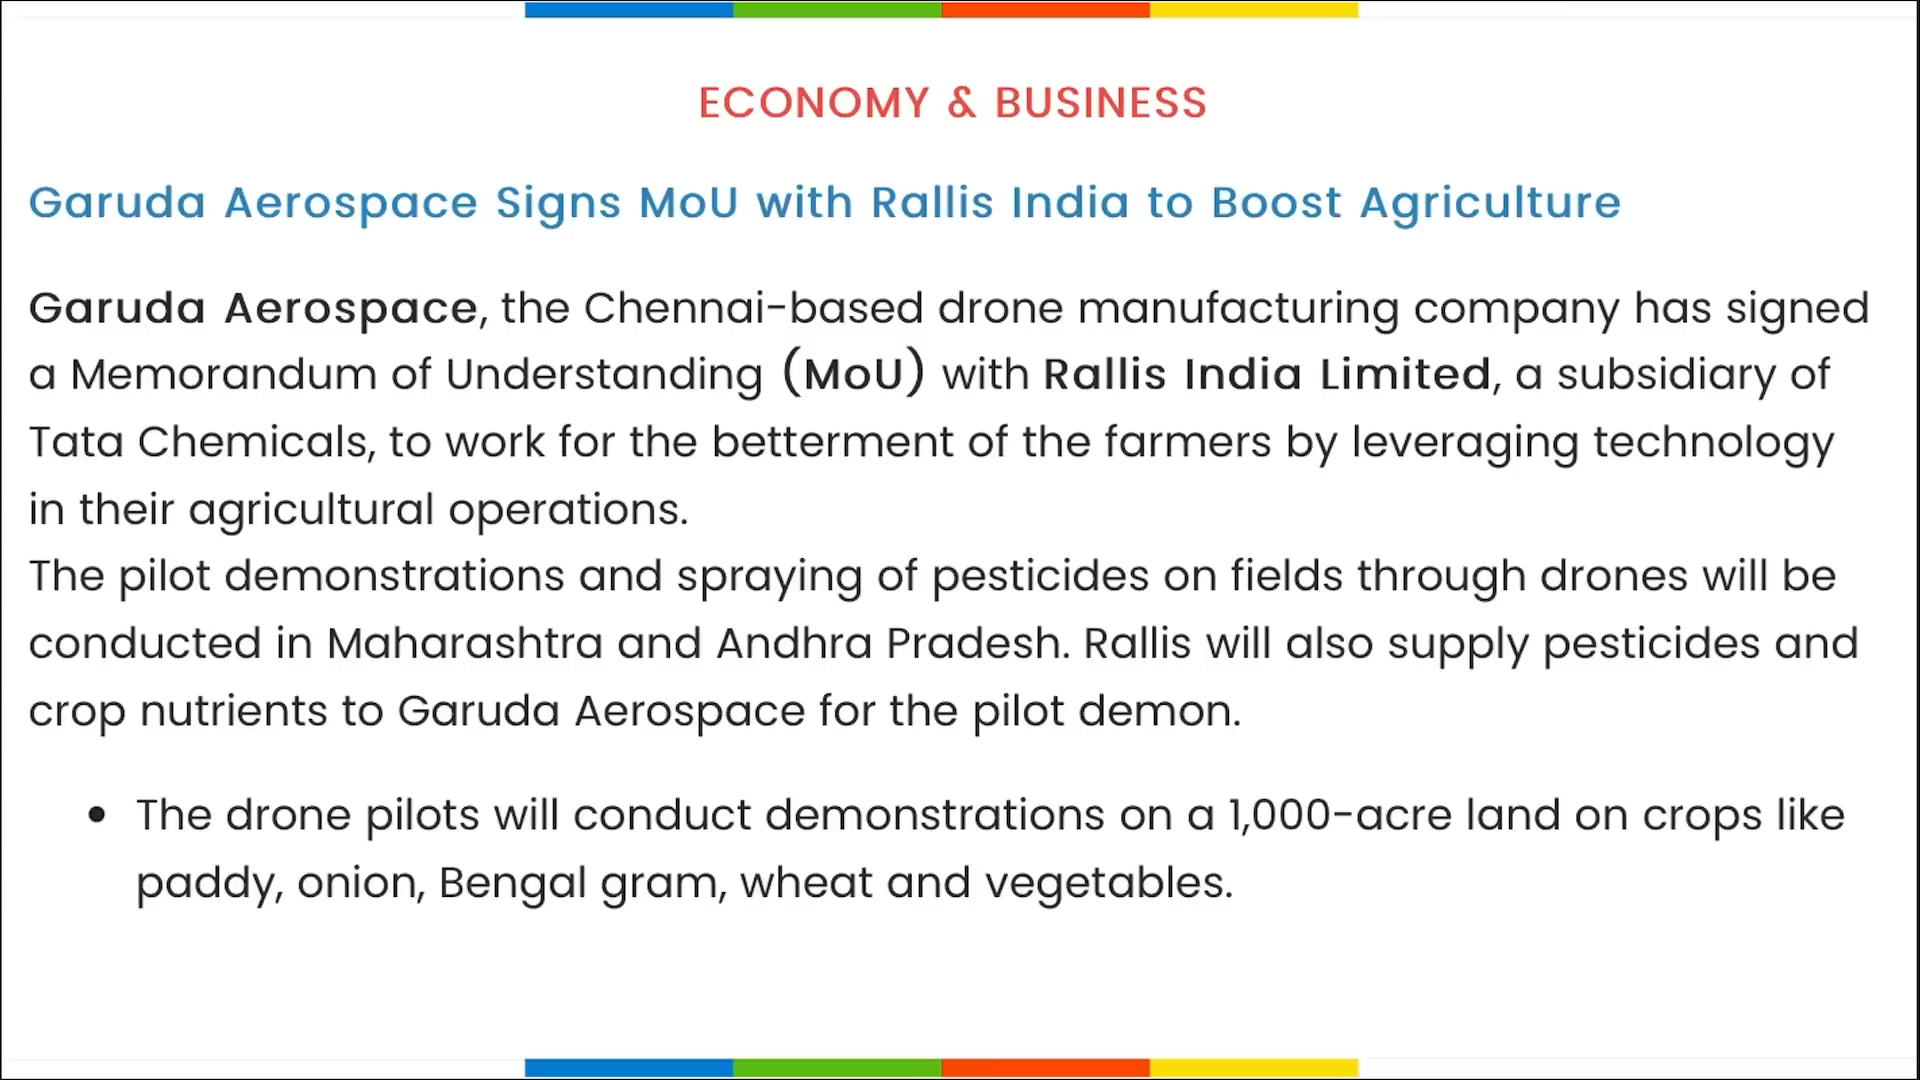 ECONOMY & BUSINESS
Garuda Aerospace Signs MoU with Rallis India to Boost Agriculture
Garuda Aerospace, the Chennai-based drone manufacturing company has signed
a Memorandum of Understanding (MoU) with Rallis India Limited, a subsidiary of
Tata Chemicals, to work for the betterment of the farmers by leveraging technology
in their agricultural operations.
The pilot demonstrations and spraying of pesticides on fields through drones will be
conducted in Maharashtra and Andhra Pradesh. Rallis will also supply pesticides and
crop nutrients to Garuda Aerospace for the pilot demon.
• The drone pilots will conduct demonstrations on a 1,000-acre land on crops like
paddy, onion, Bengal gram, wheat and vegetables.